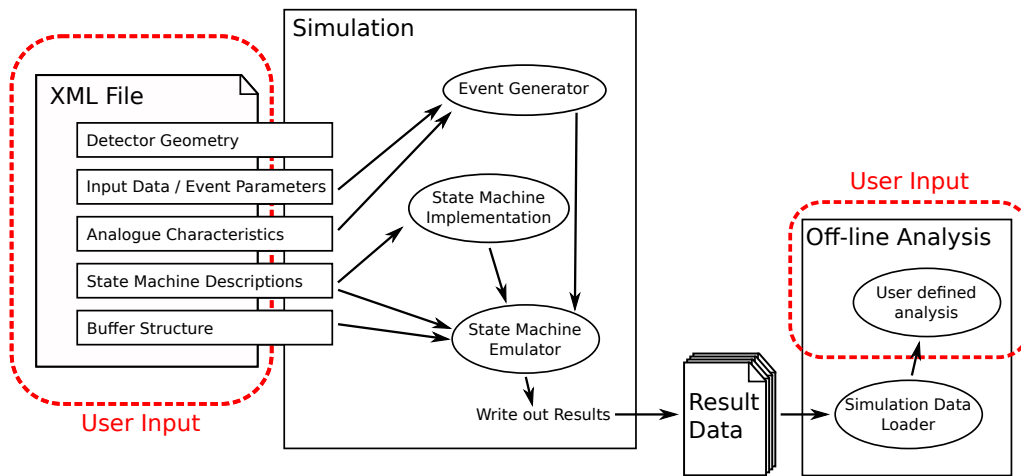 Simulation
XML File
Detector Geometry
Input Data / Event Parameters
Analogue Characteristics
State Machine Descriptions
Buffer Structure
User Input
Event Generator
State Machine
Implementation
State Machine
Emulator
Write out Results
Result
Data
User Input
Off-line Analysis
User defined
analysis
Simulation Data
Loader